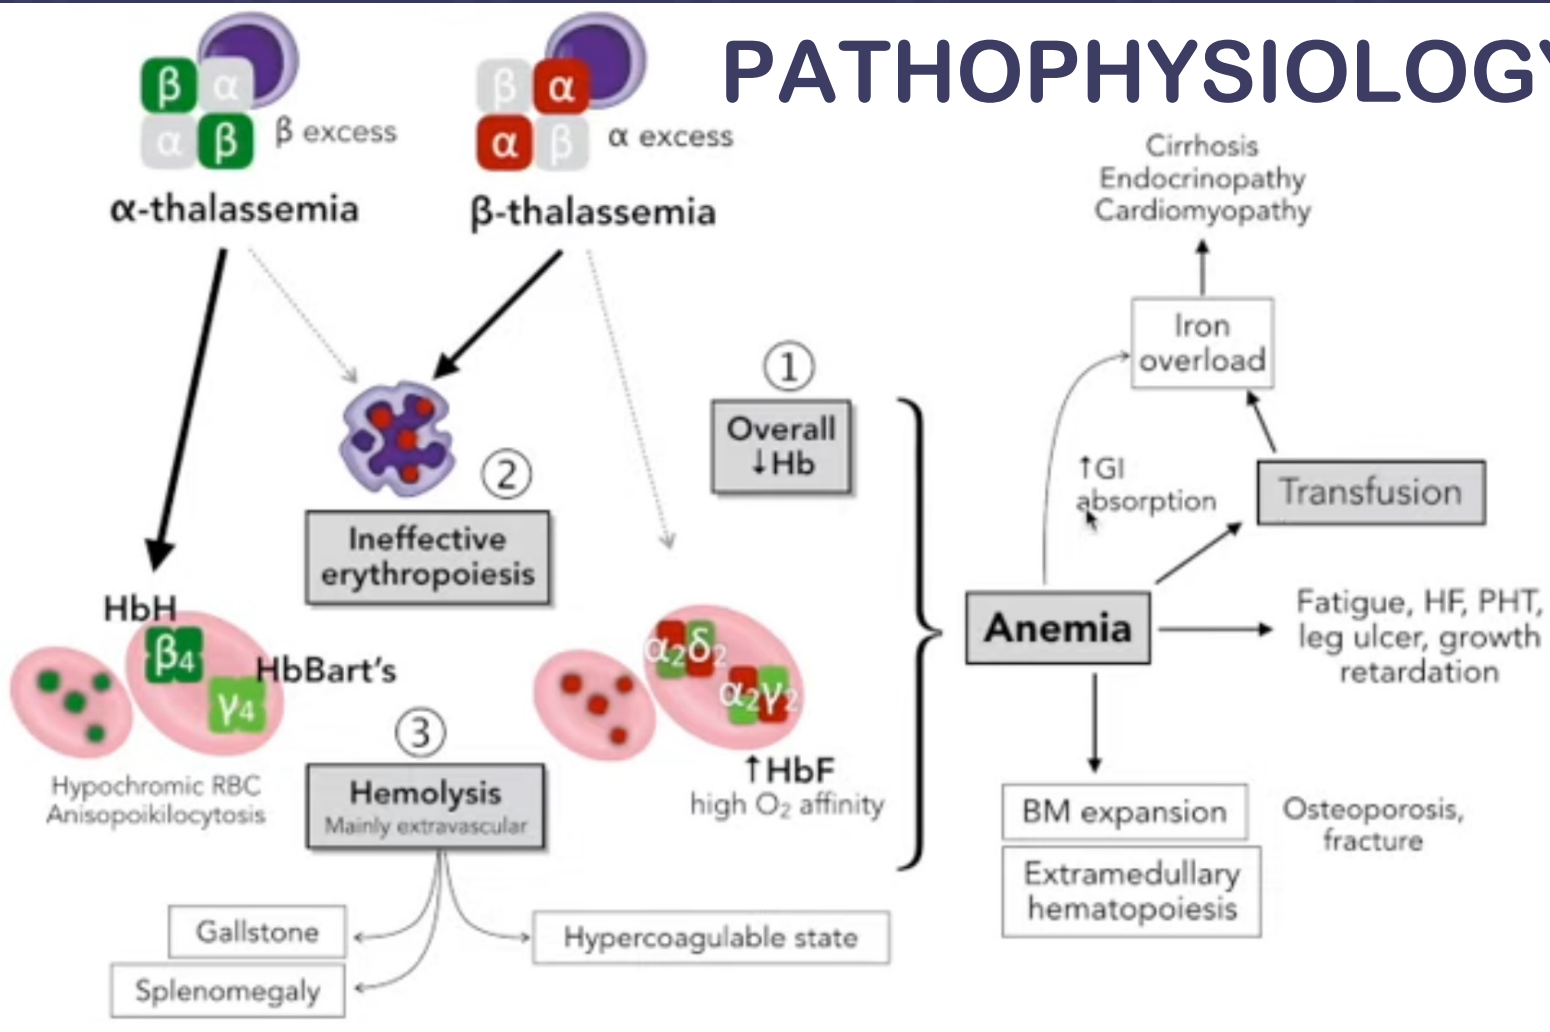 PATHOPHYSIOLOGY
β α
α β
β excess
α-thalassemia
β α
α β
α excess
β-thalassemia
①
Overall
↓Hb
②
Ineffective
erythropoiesis
HbH
β4
HbBart's
γ4
Hypochromic RBC
Anisopoikilocytosis
α2δ2
α2γ2
↑HbF
high O2 affinity
③
Hemolysis
Mainly extravascular
Gallstone
Splenomegaly
Hypercoagulable state
Cirrhosis
Endocrinopathy
Cardiomyopathy
Iron
overload
↑GI
absorption
Transfusion
Anemia
Fatigue, HF, PHT,
leg ulcer, growth
retardation
BM expansion
Extramedullary
hematopoiesis
Osteoporosis,
fracture